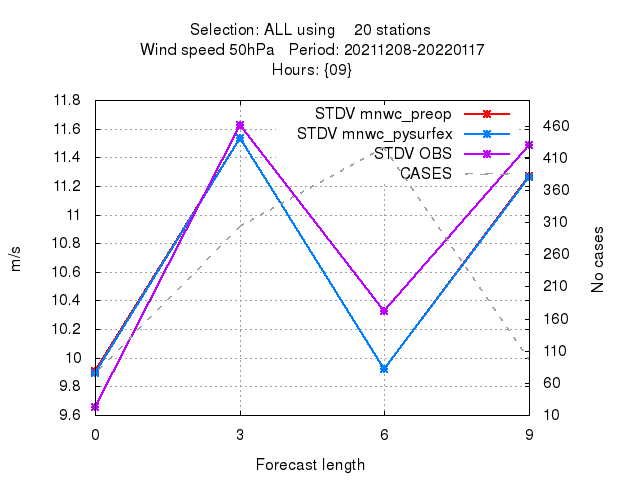 Selection: ALL using 20 stations
Wind speed 50hPa Period: 20211208-20220117
Hours: {09}
STDV mnwc_preop
STDV mnwc_pysurfex
STDV OBS
CASES
m/s
11.8
11.6
11.4
11.2
11
10.8
10.6
10.4
10.2
10
9.8
9.6
460
410
360
310
260
210
160
110
60
10
No cases
0 3 6 9
Forecast length